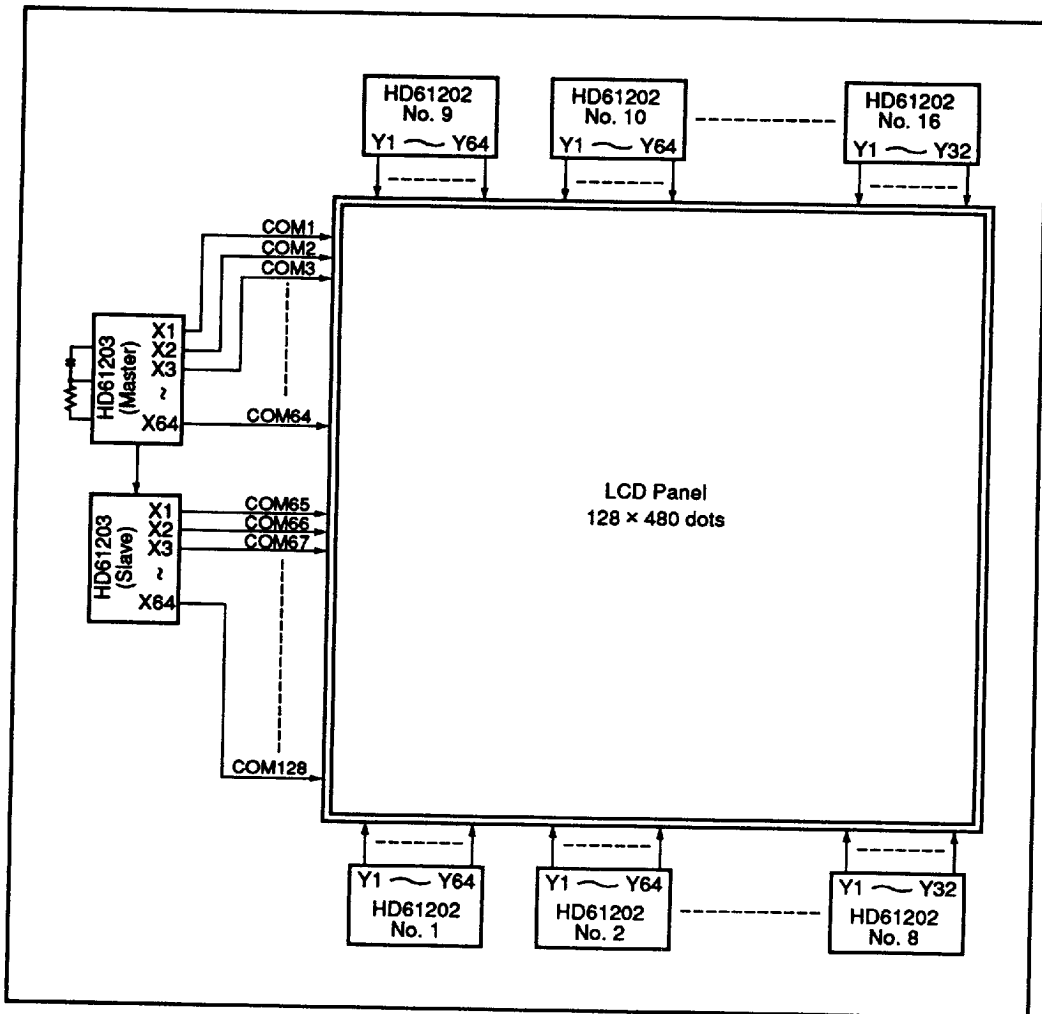 HD61202
No. 9
Y1 ~ Y64
HD61202
No. 10
Y1 ~ Y64
HD61202
No. 16
Y1 ~ Y32
COM1
COM2
COM3
HD61203
(Master)
X1
X2
X3
~
X64
COM64
HD61203
(Slave)
X1
X2
X3
~
X64
COM65
COM66
COM67
COM128
LCD Panel
128 × 480 dots
Y1 ~ Y64
HD61202
No. 1
Y1 ~ Y64
HD61202
No. 2
Y1 ~ Y32
HD61202
No. 8